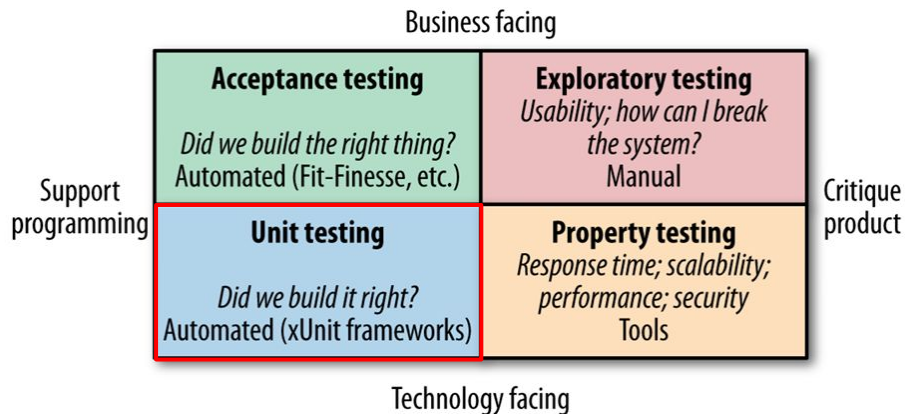 Business facing
Acceptance testing
Did we build the right thing?
Automated (Fit-Finesse, etc.)
Exploratory testing
Usability; how can I break
the system?
Manual
Support
programming
Critique
product
Unit testing
Did we build it right?
Automated (xUnit frameworks)
Property testing
Response time; scalability;
performance; security
Tools
Technology facing